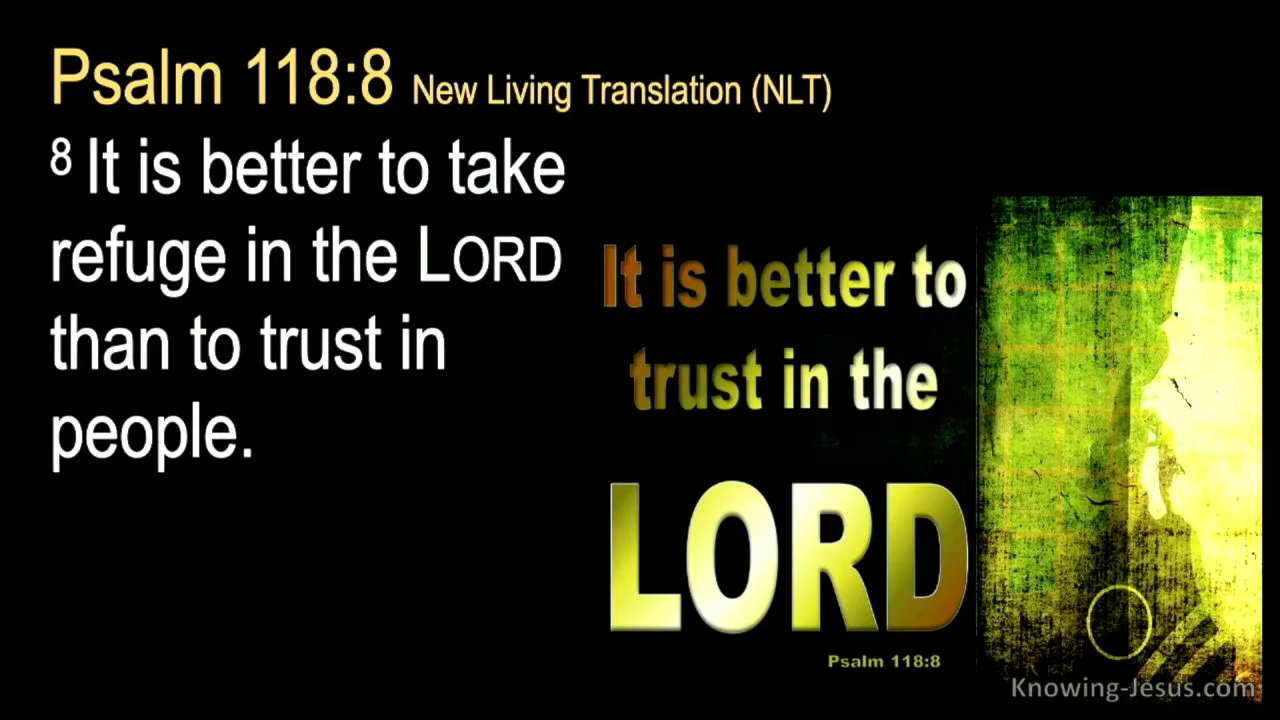 Psalm 118:8 New Living Translation (NLT)
8 It is better to take
refuge in the LORD
than to trust in
people.
It is better to
trust in the
LORD
Psalm 118:8
Knowing-Jesus.com